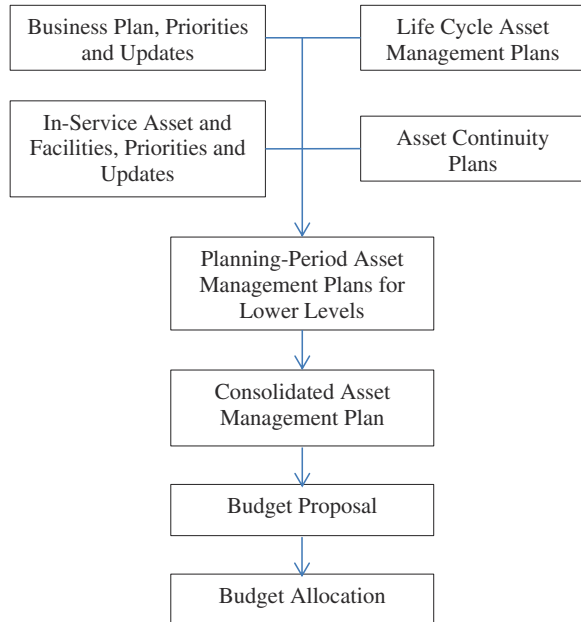 Business Plan, Priorities
and Updates
Life Cycle Asset
Management Plans
In-Service Asset and
Facilities, Priorities and
Updates
Asset Continuity
Plans
Planning-Period Asset
Management Plans for
Lower Levels
Consolidated Asset
Management Plan
Budget Proposal
Budget Allocation